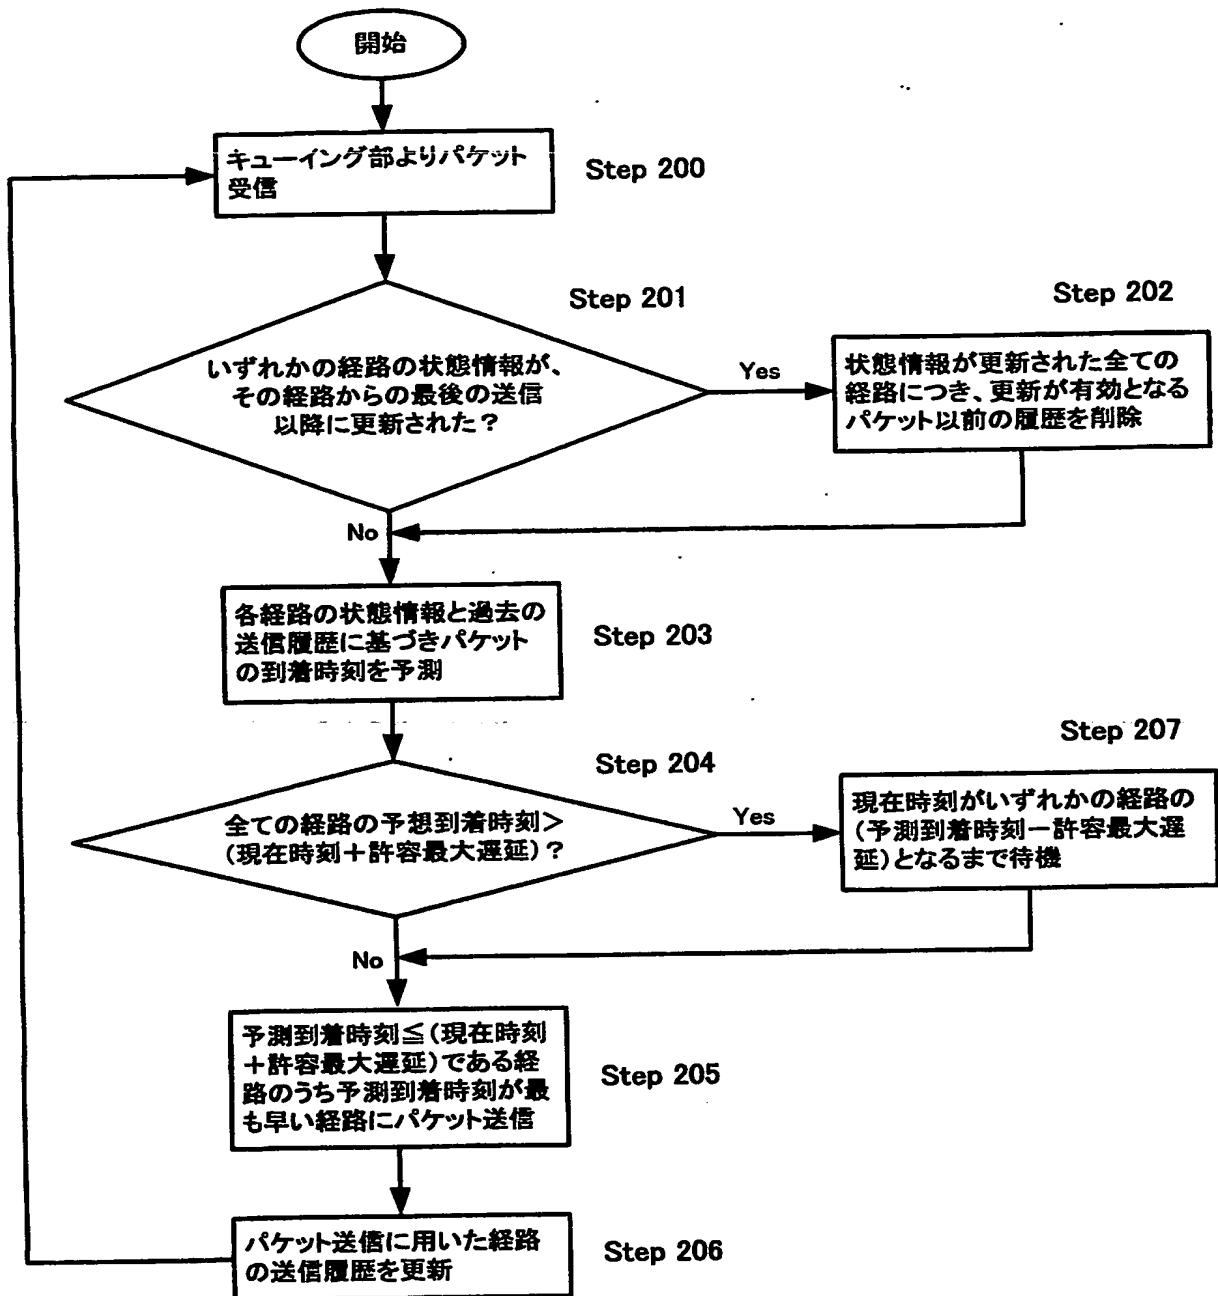 開始
キューイング部よりパケット
受信
Step 200
Step 201
いずれかの経路の状態情報が、
その経路からの最後の送信
以降に更新された？
Yes
No
Step 202
状態情報が更新された全ての
経路につき、更新が有効となる
パケット以前の履歴を削除
各経路の状態情報と過去の
送信履歴に基づきパケット
の到着時刻を予測
Step 203
Step 204
全ての経路の予想到着時刻＞
（現在時刻＋許容最大遅延）？
Yes
No
Step 207
現在時刻がいずれかの経路の
（予測到着時刻－許容最大遅
延）となるまで待機
予測到着時刻≦（現在時刻
＋許容最大遅延）である経
路のうち予測到着時刻が最
も早い経路にパケット送信
Step 205
パケット送信に用いた経路
の送信履歴を更新
Step 206